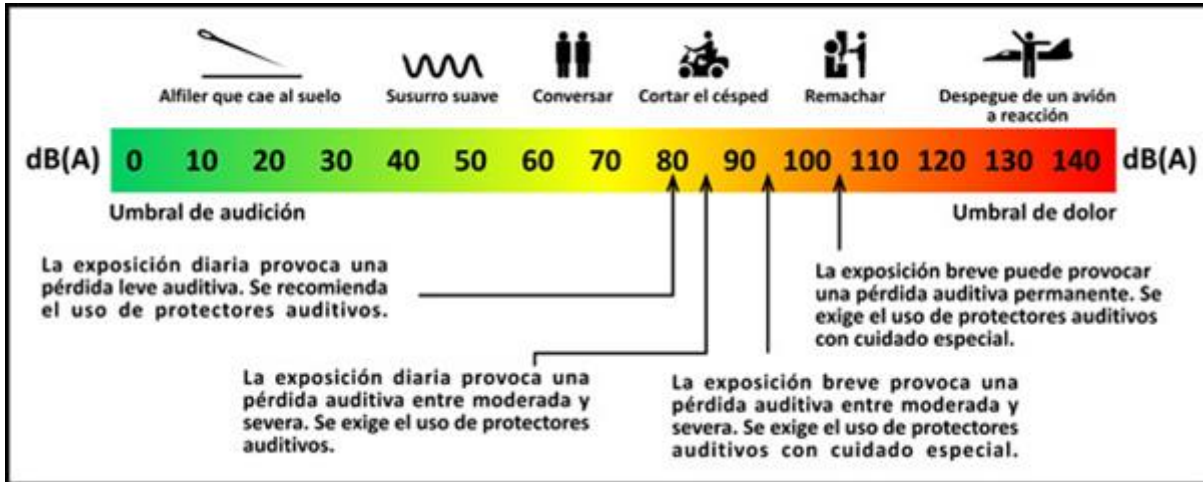 Alfiler que cae al suelo
Susurro suave
Conversar
Cortar el césped
Remachar
Despegue de un avión
a reacción
dB(A) 0 10 20 30 40 50 60 70 80 90 100 110 120 130 140 dB(A)
Umbral de audición
Umbral de dolor
La exposición diaria provoca una
pérdida leve auditiva. Se recomienda
el uso de protectores auditivos.
La exposición breve puede provocar
una pérdida auditiva permanente. Se
exige el uso de protectores auditivos
con cuidado especial.
La exposición diaria provoca una
pérdida auditiva entre moderada y
severa. Se exige el uso de protectores
auditivos.
La exposición breve provoca una
pérdida auditiva entre moderada y
severa. Se exige el uso de protectores
auditivos con cuidado especial.